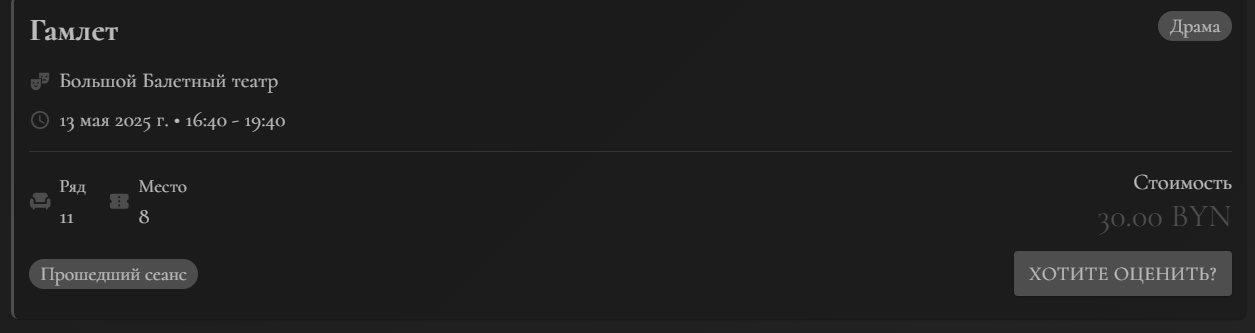 Гамлет
Драма
Большой Балетный театр
13 мая 2025 г. • 16:40 - 19:40
Ряд
11
Место
8
Стоимость
30.00 BYN
Прошедший сеанс
ХОТИТЕ ОЦЕНИТЬ?